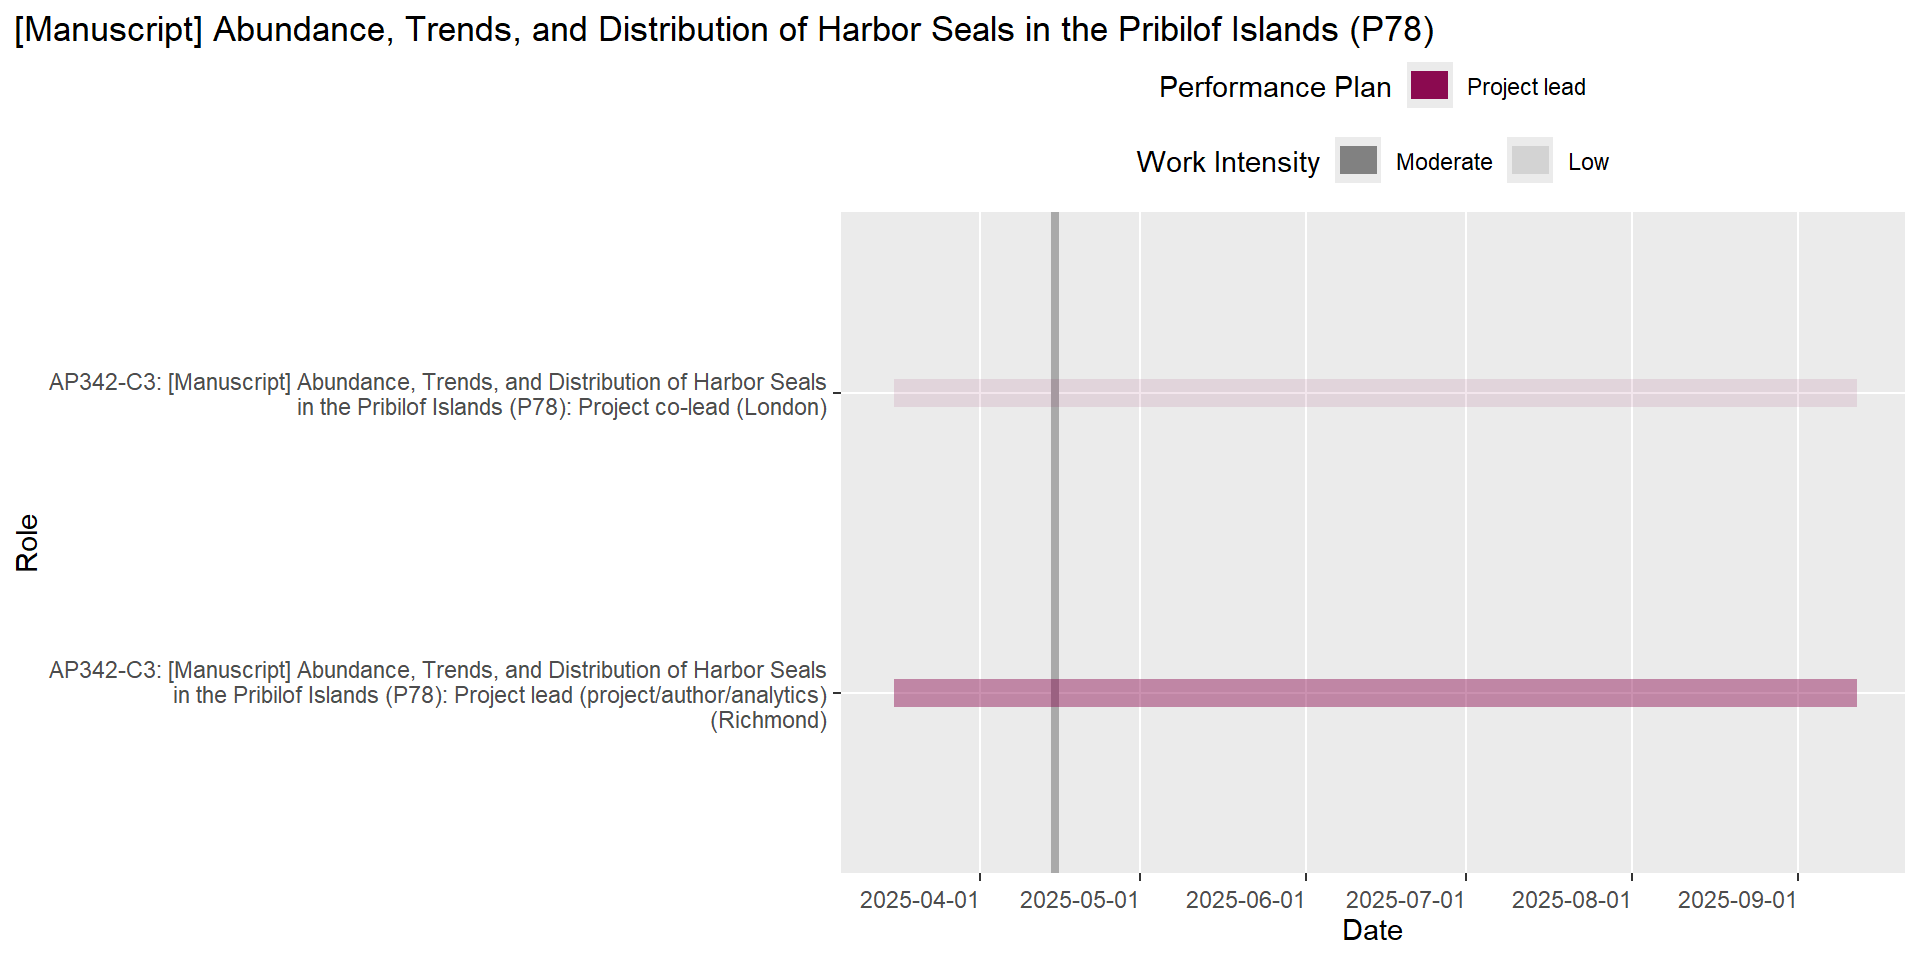 [Manuscript] Abundance, Trends, and Distribution of Harbor Seals in the Pribilof Islands (P78)
Performance Plan Project lead
Work Intensity Moderate Low
AP342-C3: [Manuscript] Abundance, Trends, and Distribution of Harbor Seals
in the Pribilof Islands (P78): Project co-lead (London)
Role
AP342-C3: [Manuscript] Abundance, Trends, and Distribution of Harbor Seals
in the Pribilof Islands (P78): Project lead (project/author/analytics)
(Richmond)
2025-04-01 2025-05-01 2025-06-01 2025-07-01 2025-08-01 2025-09-01
Date